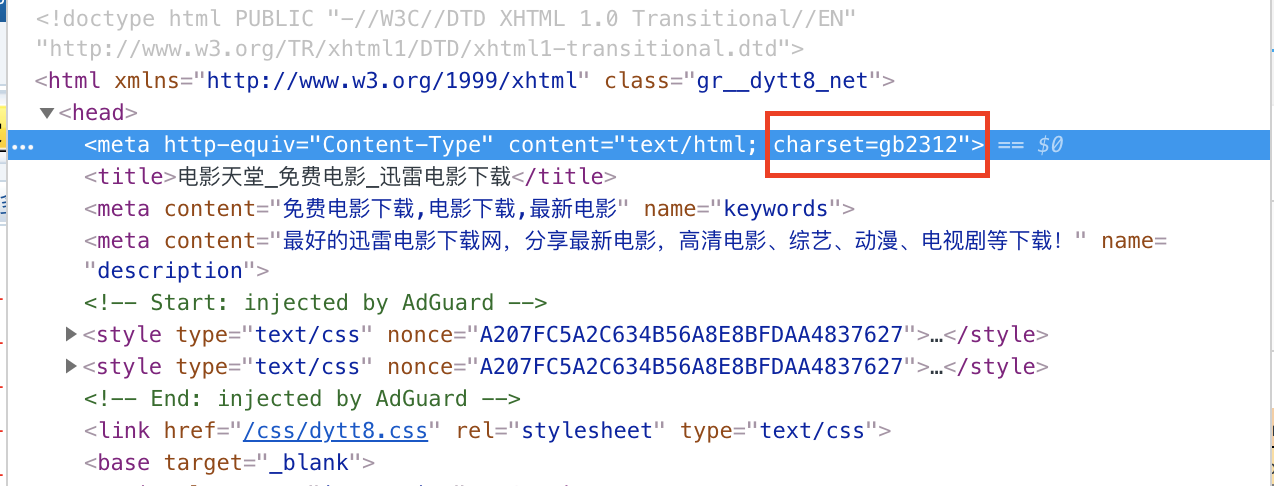 <!doctype html PUBLIC "-//W3C//DTD XHTML 1.0 Transitional//EN"
"http://www.w3.org/TR/xhtml1/DTD/xhtml1-transitional.dtd">
<html xmlns="http://www.w3.org/1999/xhtml" class="gr__dytt8_net">
▼<head>
... <meta http-equiv="Content-Type" content="text/html; charset=gb2312"> == $0
<title>电影天堂_免费电影_迅雷电影下载</title>
<meta content="免费电影下载,电影下载,最新电影" name="keywords">
<meta content="最好的迅雷电影下载网，分享最新电影，高清电影、综艺、动漫、电视剧等下载！" name=
"description">
<!-- Start: injected by AdGuard -->
▶<style type="text/css" nonce="A207FC5A2C634B56A8E8BFDAA4837627">…</style>
▶<style type="text/css" nonce="A207FC5A2C634B56A8E8BFDAA4837627">…</style>
<!-- End: injected by AdGuard -->
<link href="/css/dytt8.css" rel="stylesheet" type="text/css">
<base target="_blank">